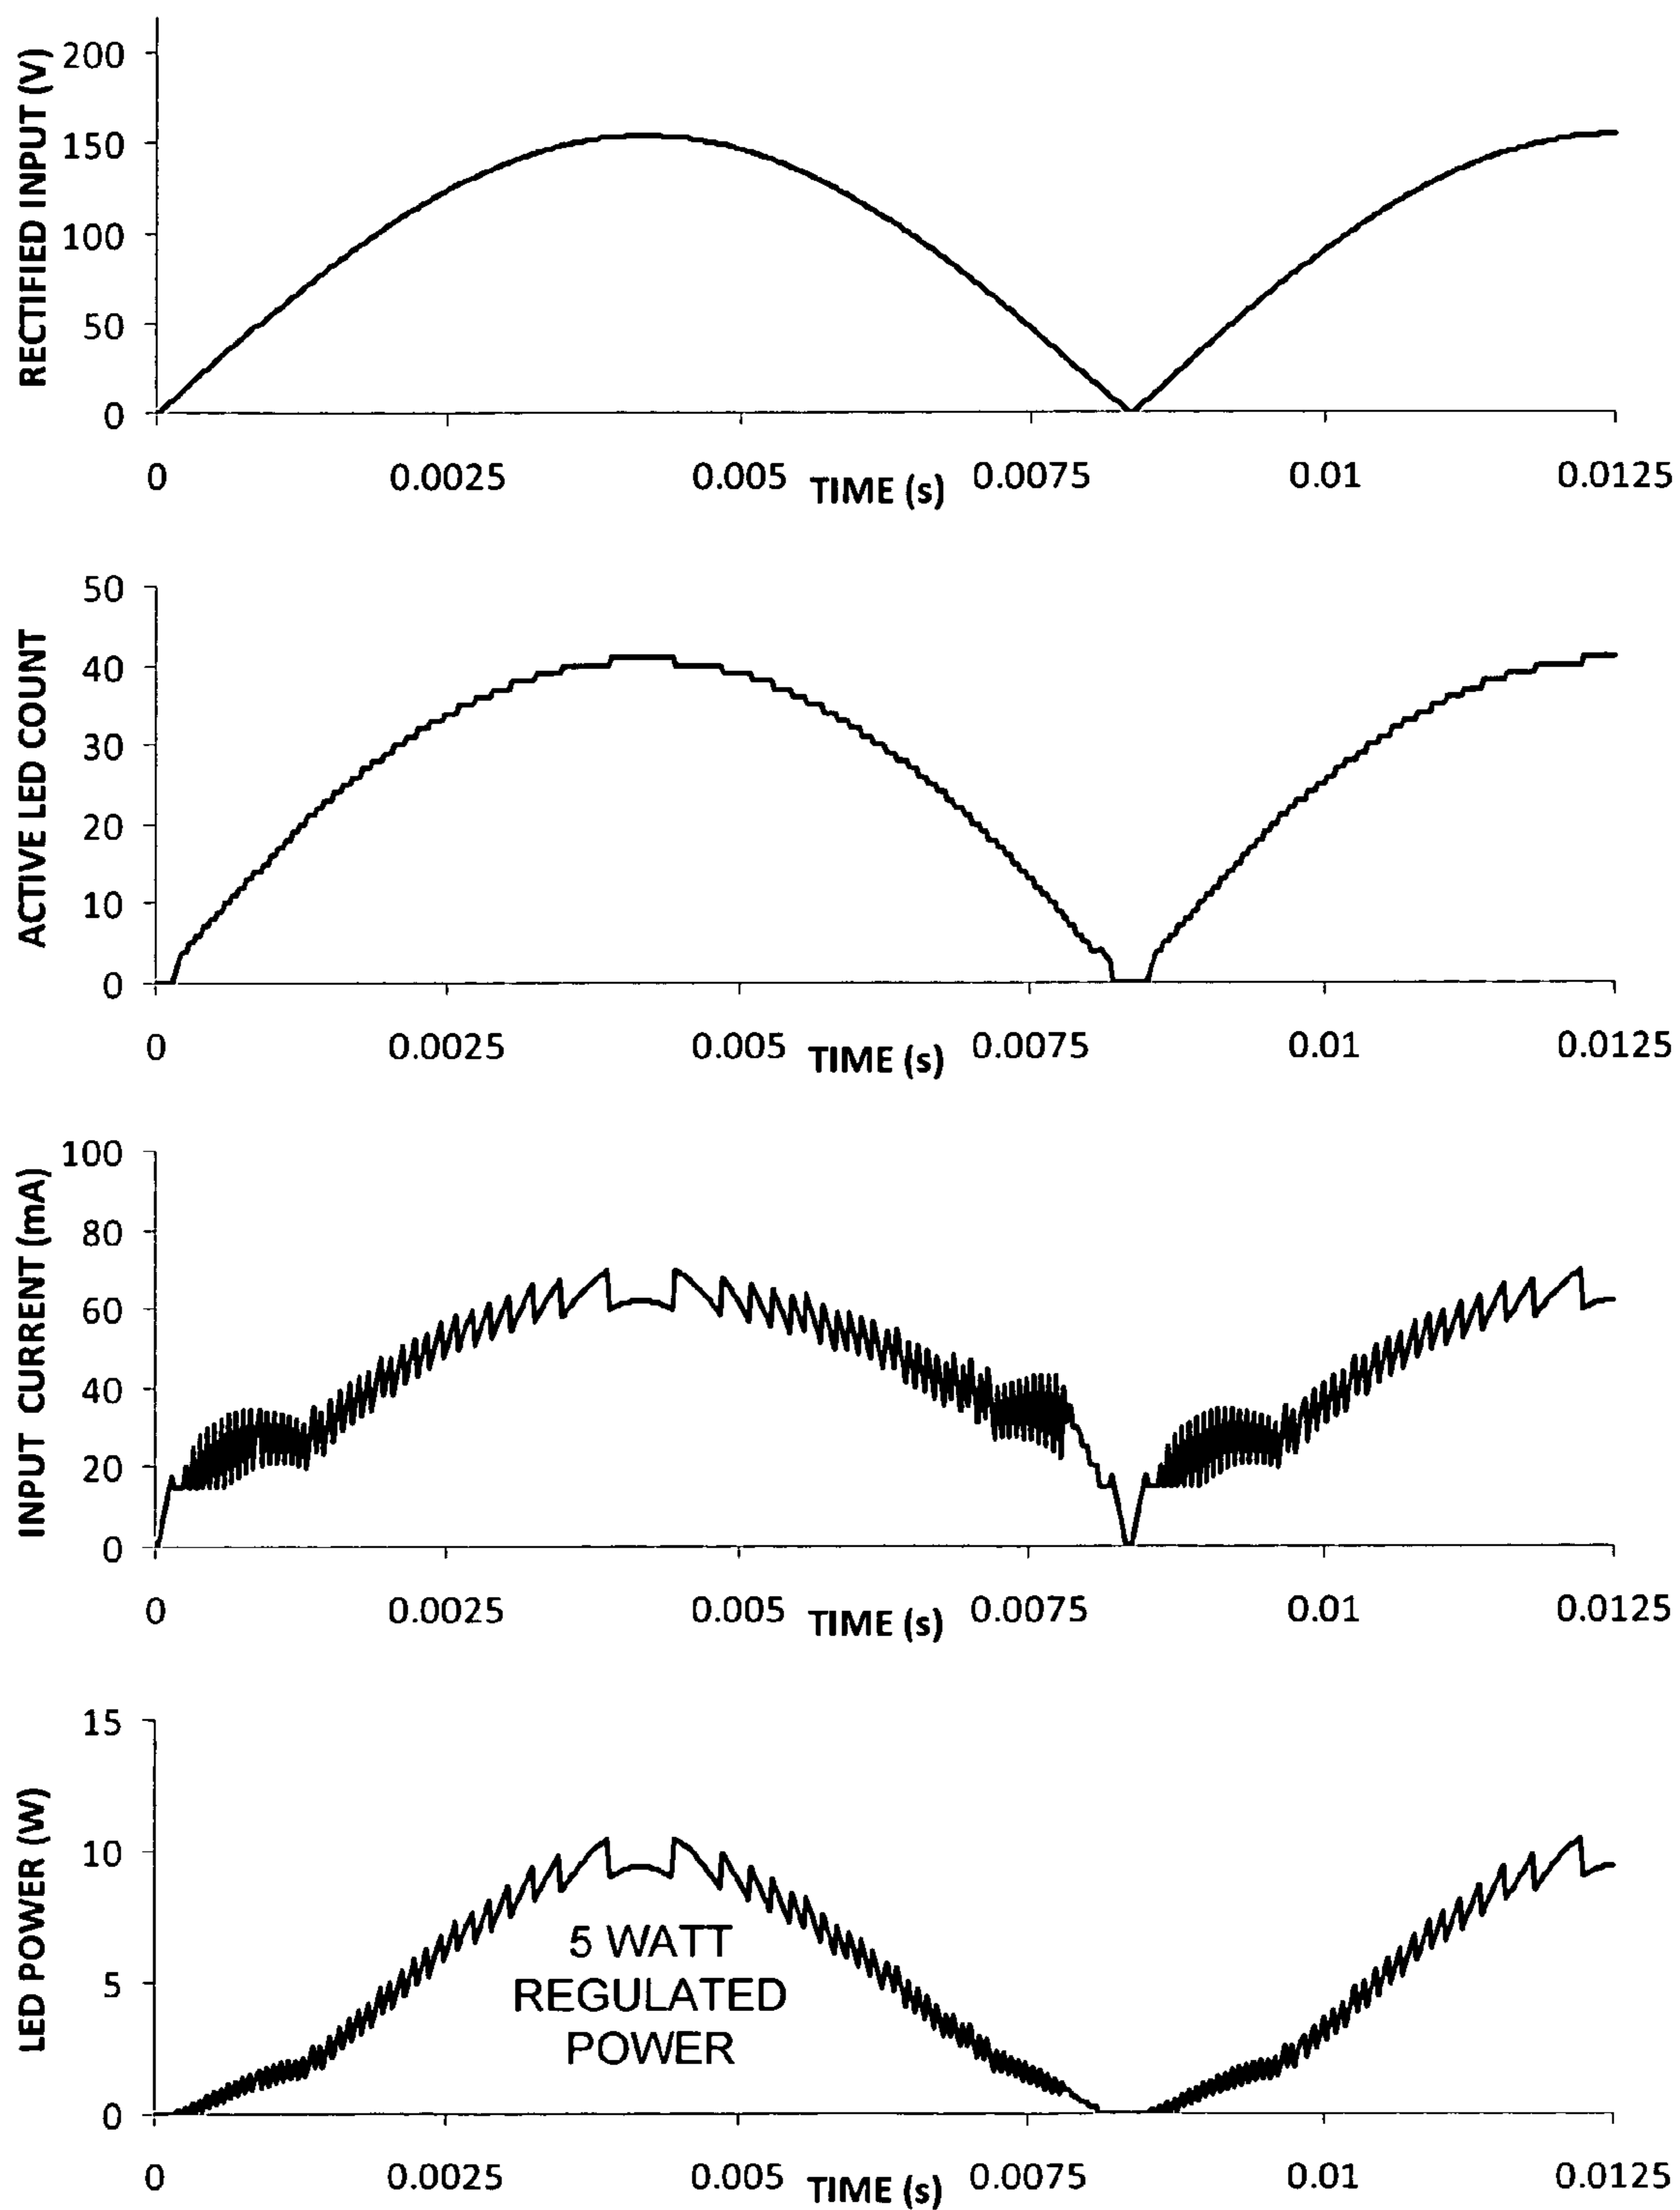 RECTIFIED INPUT (V)
200
150
100
50
0
0 0.0025 0.005 TIME (s) 0.0075 0.01 0.0125
ACTIVE LED COUNT
50
40
30
20
10
0
0 0.0025 0.005 TIME (s) 0.0075 0.01 0.0125
INPUT CURRENT (mA)
100
80
60
40
20
0
0 0.0025 0.005 TIME (s) 0.0075 0.01 0.0125
LED POWER (W)
15
10
5
0
5 WATT
REGULATED
POWER
0 0.0025 0.005 TIME (s) 0.0075 0.01 0.0125